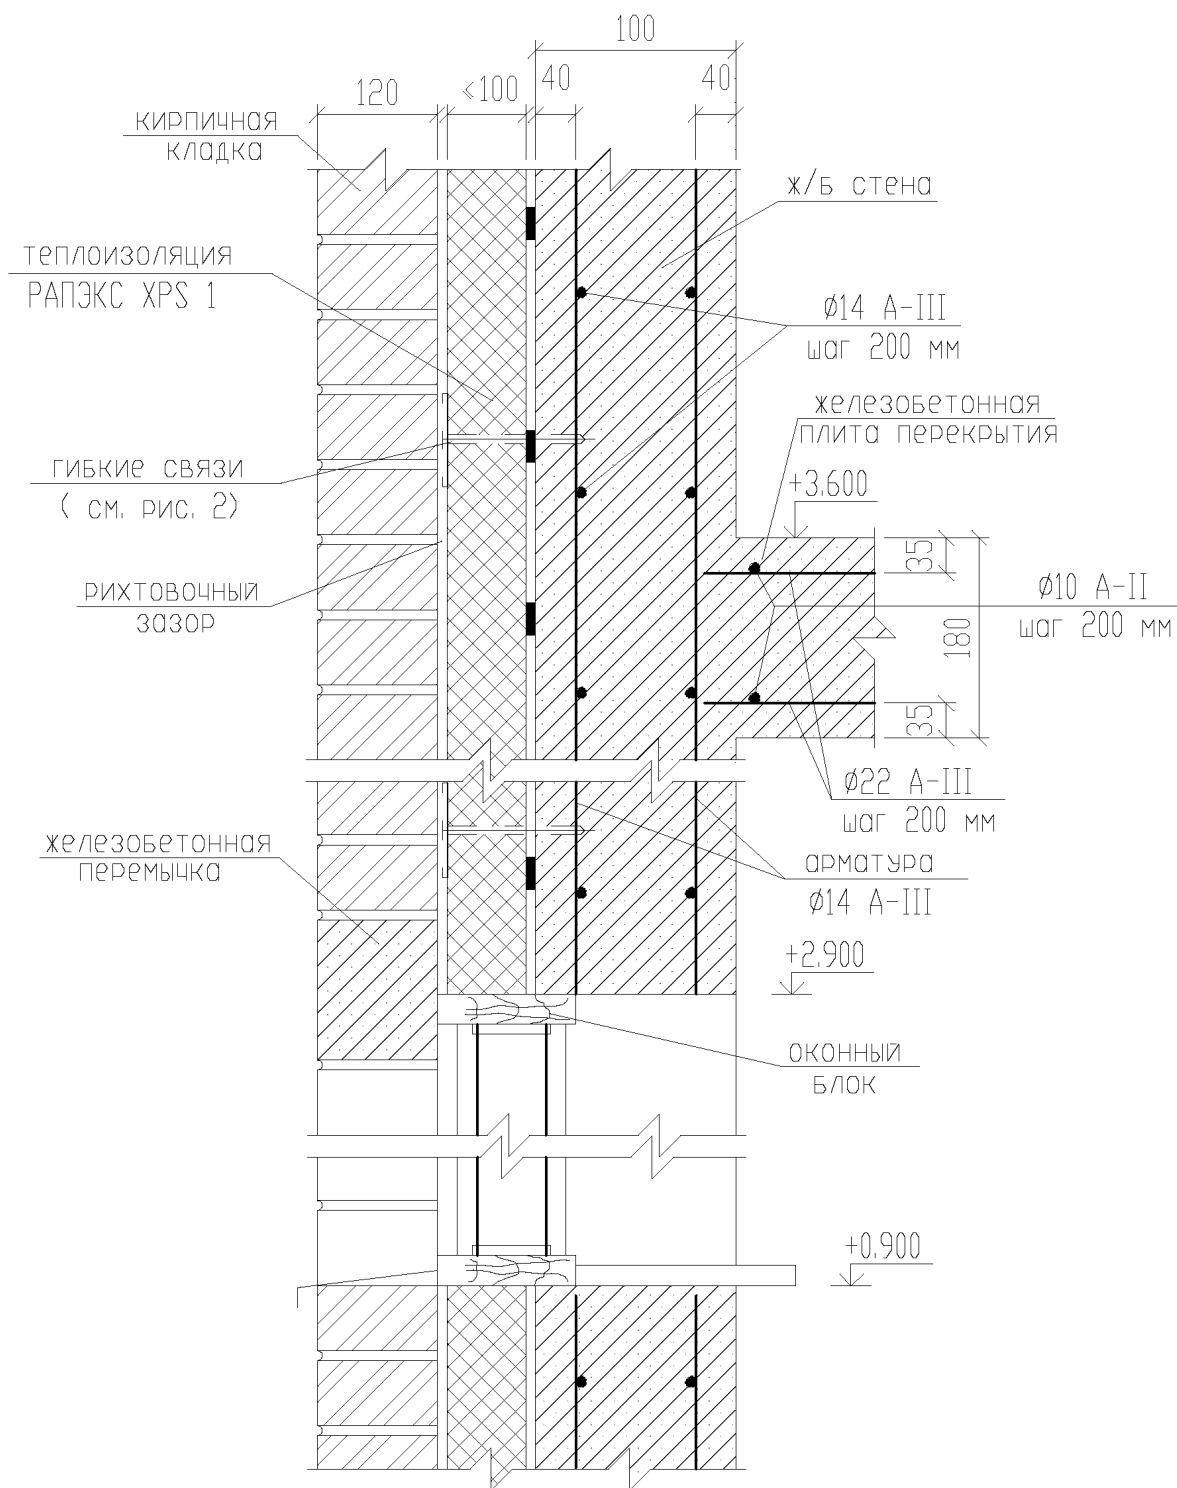 100
40
40
120
≤100
КИРПИЧНАЯ
КЛАДКА
Ж/Б СТЕНА
ТЕПЛОИЗОЛЯЦИЯ
РАПЭКС XPS 1
Ø14 А-III
шаг 200 мм
ЖЕЛЕЗОБЕТОННАЯ
ПЛИТА ПЕРЕКРЫТИЯ
ГИБКИЕ СВЯЗИ
( СМ. РИС. 2)
+3.600
35
РИХТОВОЧНЫЙ
ЗАЗОР
Ø10 А-II
шаг 200 мм
180
35
Ø22 А-III
шаг 200 мм
ЖЕЛЕЗОБЕТОННАЯ
ПЕРЕМЫЧКА
АРМАТУРА
Ø14 А-III
+2.900
ОКОННЫЙ
БЛОК
+0.900